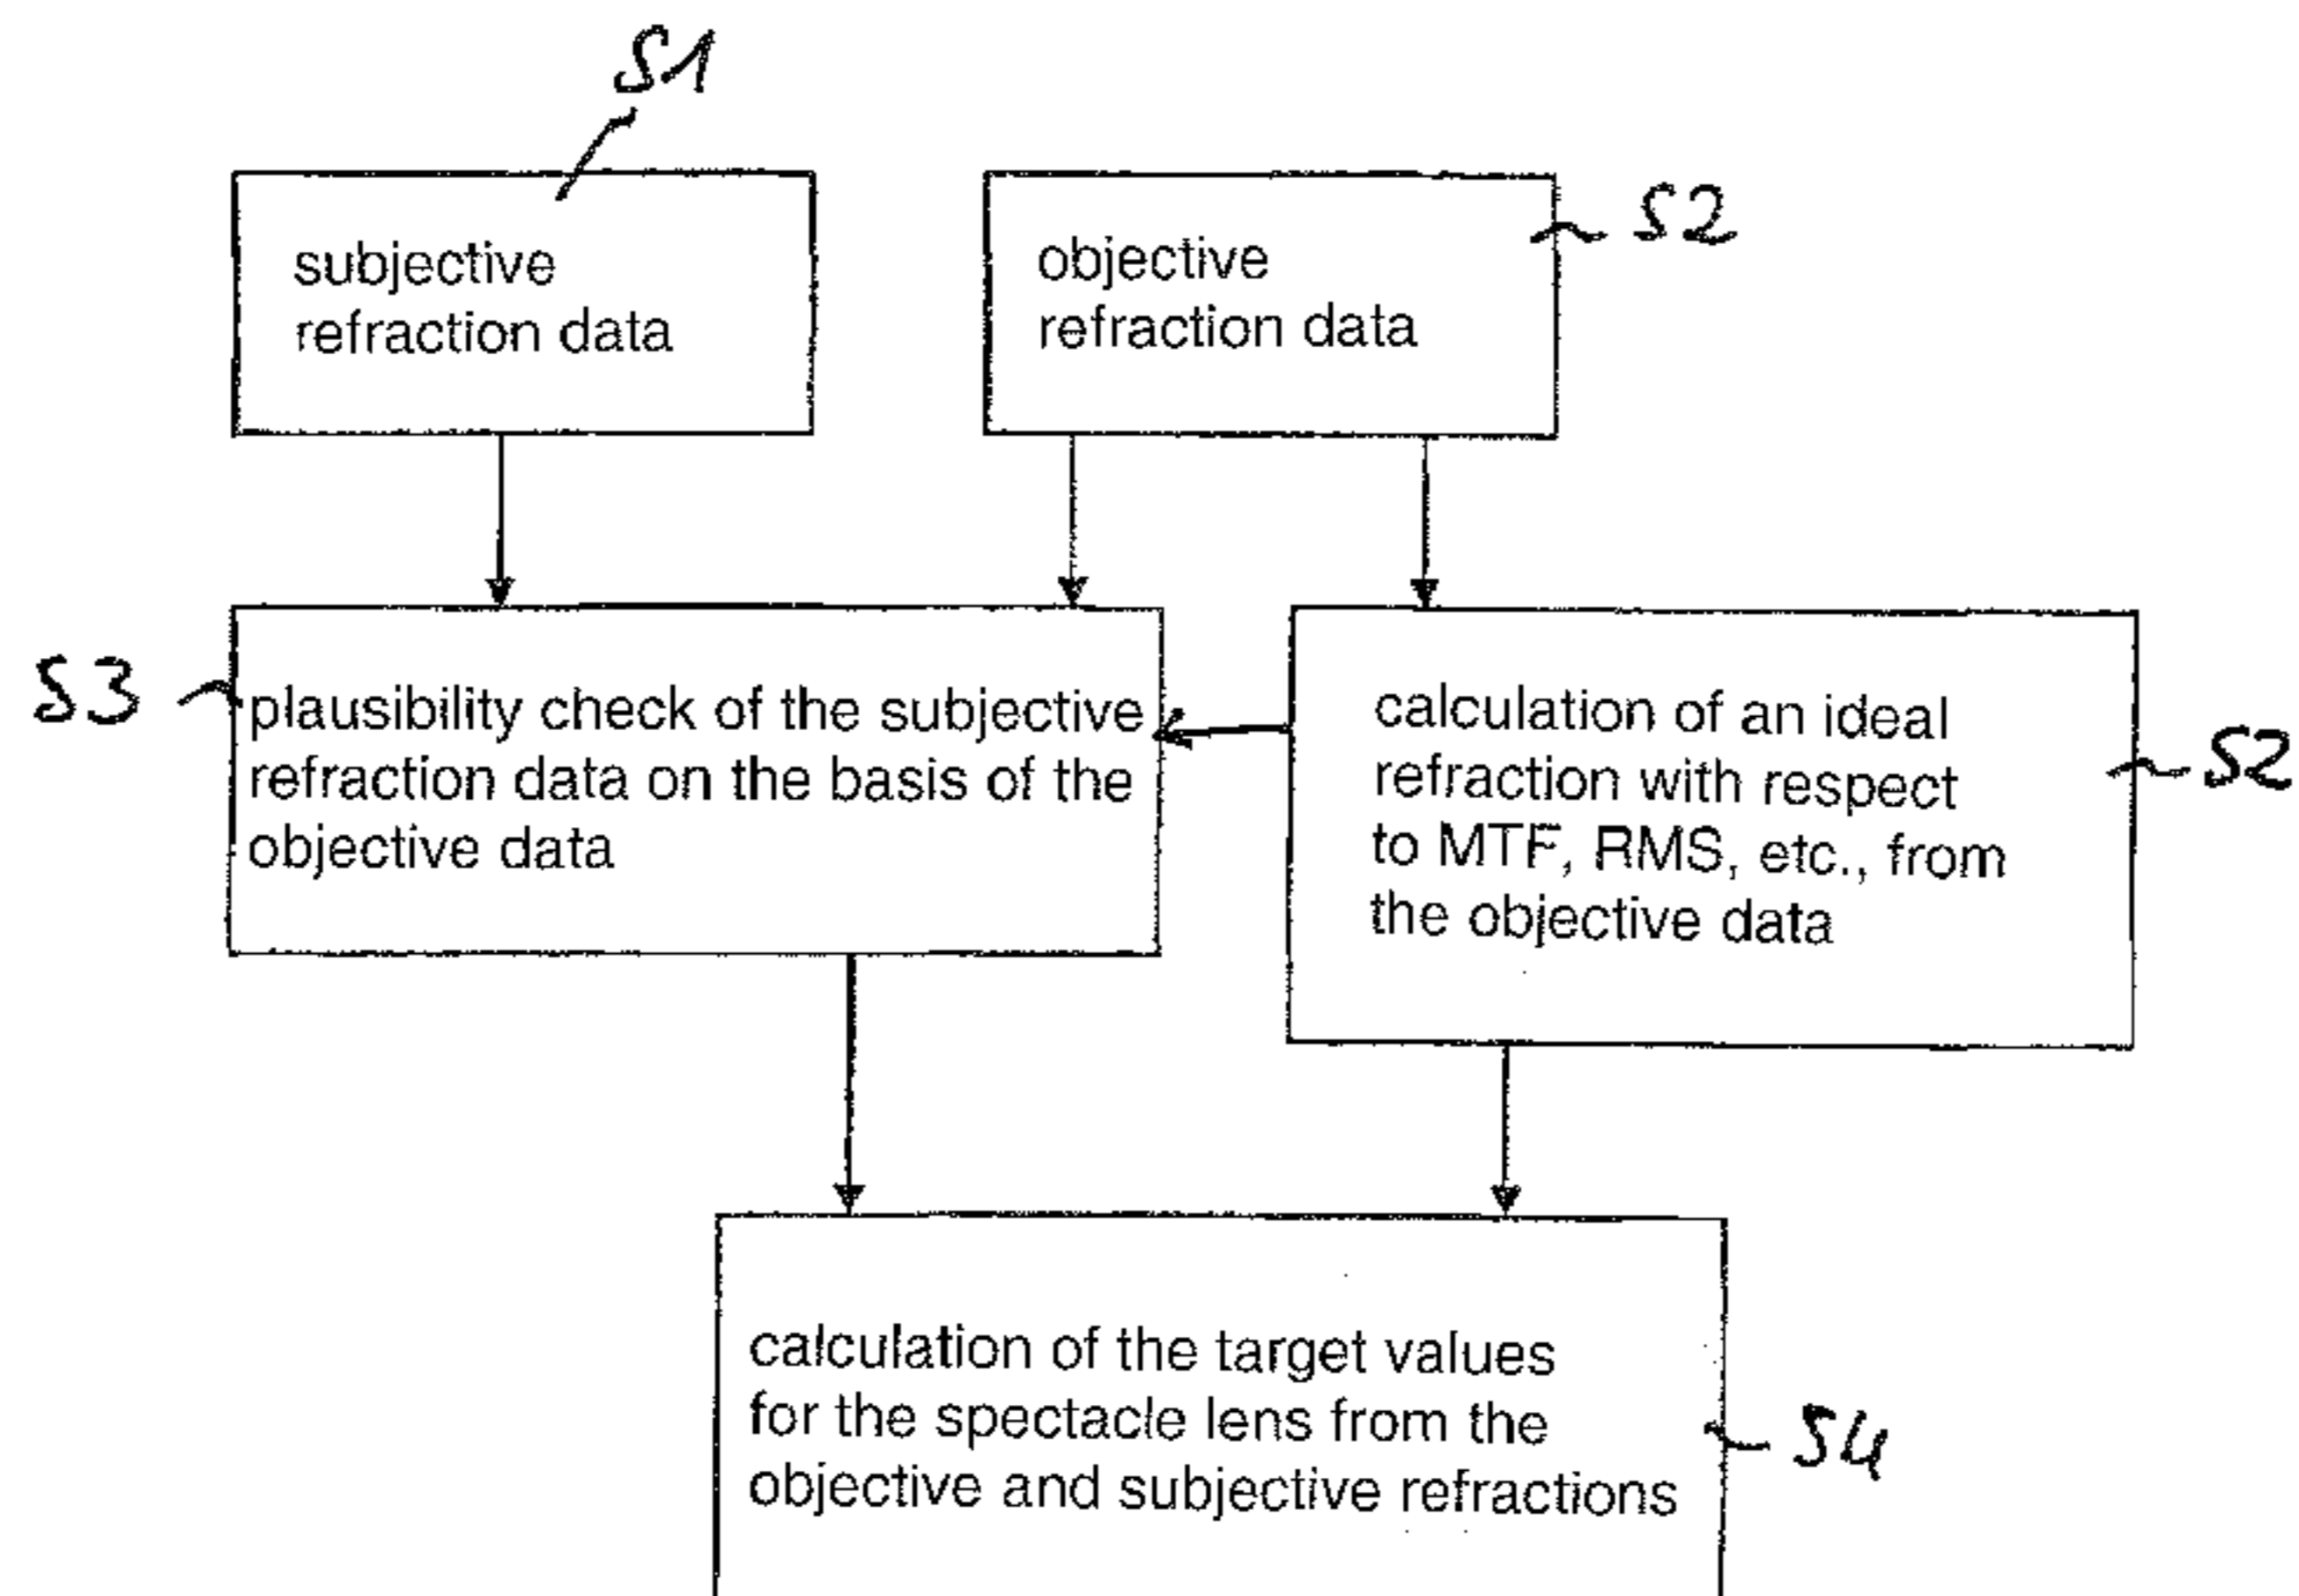 S1
subjective
refraction data
objective
refraction data
S2
S3
plausibility check of the subjective
refraction data on the basis of the
objective data
calculation of an ideal
refraction with respect
to MTF, RMS, etc., from
the objective data
S2
calculation of the target values
for the spectacle lens from the
objective and subjective refractions
S4